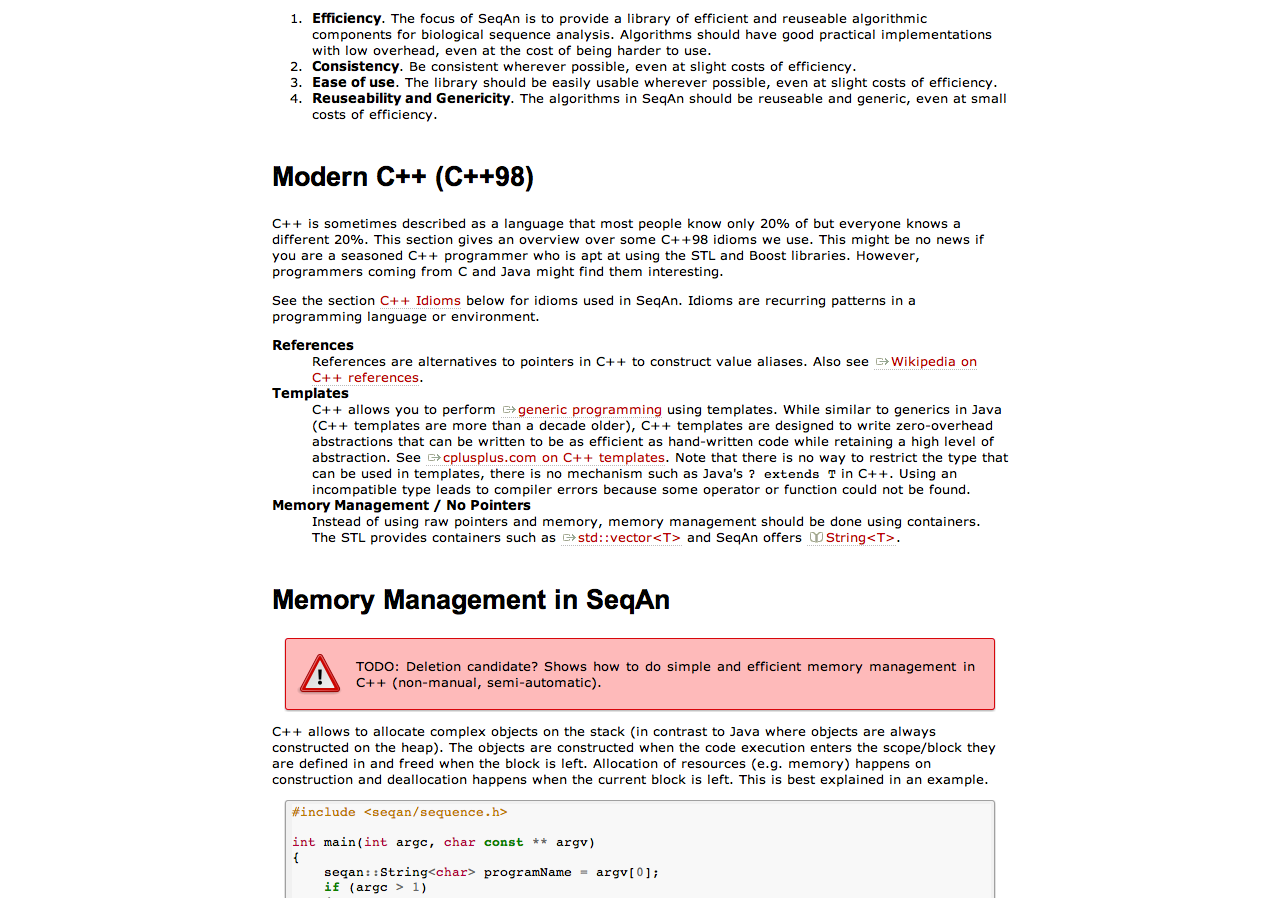 1. Efficiency. The focus of SeqAn is to provide a library of efficient and reuseable algorithmic
components for biological sequence analysis. Algorithms should have good practical implementations
with low overhead, even at the cost of being harder to use.
2. Consistency. Be consistent wherever possible, even at slight costs of efficiency.
3. Ease of use. The library should be easily usable wherever possible, even at slight costs of efficiency.
4. Reuseability and Genericity. The algorithms in SeqAn should be reuseable and generic, even at small
costs of efficiency.
Modern C++ (C++98)
C++ is sometimes described as a language that most people know only 20% of but everyone knows a
different 20%. This section gives an overview over some C++98 idioms we use. This might be no news if
you are a seasoned C++ programmer who is apt at using the STL and Boost libraries. However,
programmers coming from C and Java might find them interesting.
See the section C++ Idioms below for idioms used in SeqAn. Idioms are recurring patterns in a
programming language or environment.
References
References are alternatives to pointers in C++ to construct value aliases. Also see Wikipedia on
C++ references.
Templates
C++ allows you to perform generic programming using templates. While similar to generics in Java
(C++ templates are more than a decade older), C++ templates are designed to write zero-overhead
abstractions that can be written to be as efficient as hand-written code while retaining a high level of
abstraction. See cplusplus.com on C++ templates. Note that there is no way to restrict the type that
can be used in templates, there is no mechanism such as Java's ? extends T in C++. Using an
incompatible type leads to compiler errors because some operator or function could not be found.
Memory Management / No Pointers
Instead of using raw pointers and memory, memory management should be done using containers.
The STL provides containers such as std::vector<T> and SeqAn offers String<T>.
Memory Management in SeqAn
TODO: Deletion candidate? Shows how to do simple and efficient memory management in
C++ (non-manual, semi-automatic).
C++ allows to allocate complex objects on the stack (in contrast to Java where objects are always
constructed on the heap). The objects are constructed when the code execution enters the scope/block they
are defined in and freed when the block is left. Allocation of resources (e.g. memory) happens on
construction and deallocation happens when the current block is left. This is best explained in an example.
#include <seqan/sequence.h>
int main(int argc, char const ** argv)
{
seqan::String<char> programName = argv[0];
if (argc > 1)